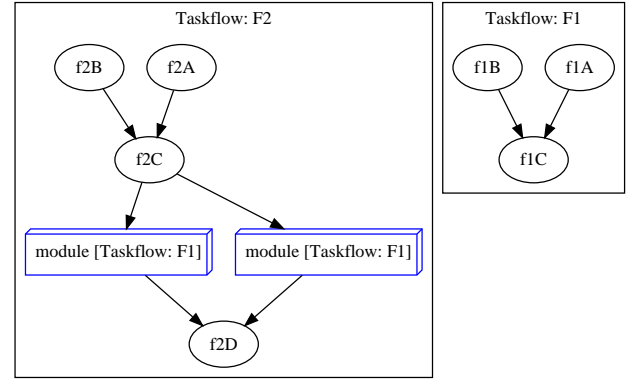 Taskflow: F2
f2B
f2A
f2C
module [Taskflow: F1]
module [Taskflow: F1]
f2D
Taskflow: F1
f1B
f1A
f1C